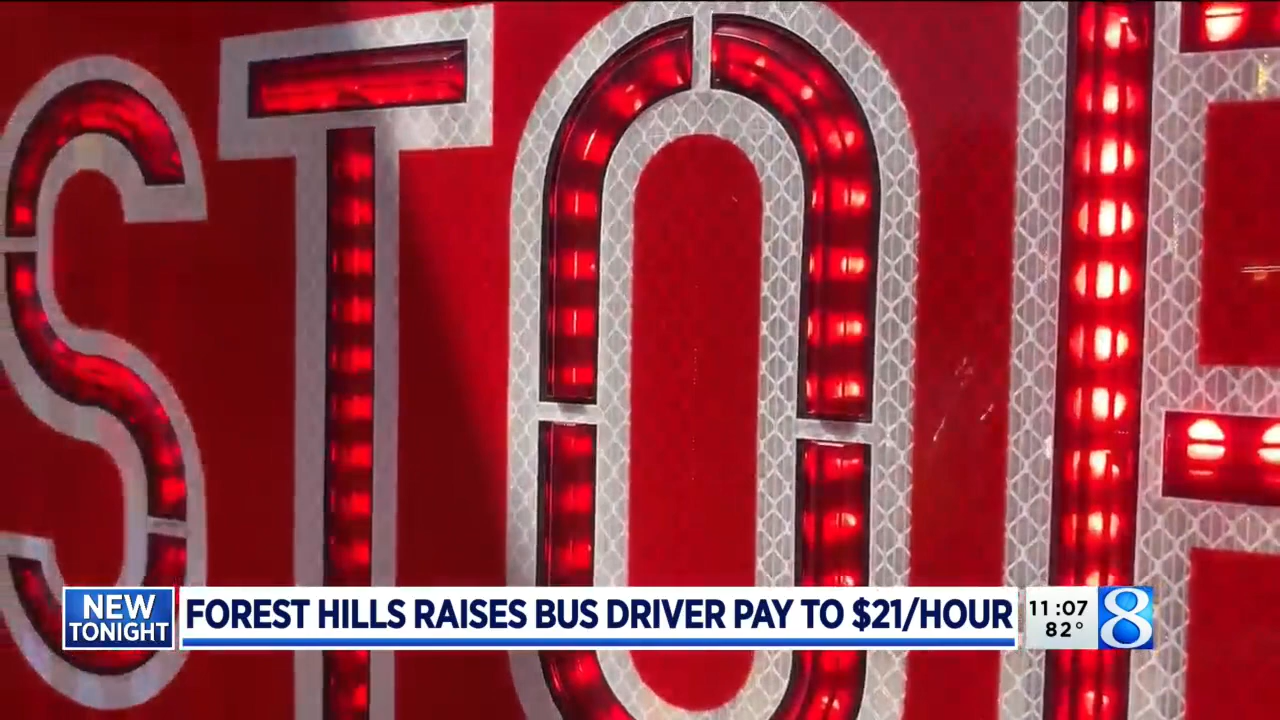 STOP
NEW
TONIGHT
FOREST HILLS RAISES BUS DRIVER PAY TO $21/HOUR
11:07
82°
8